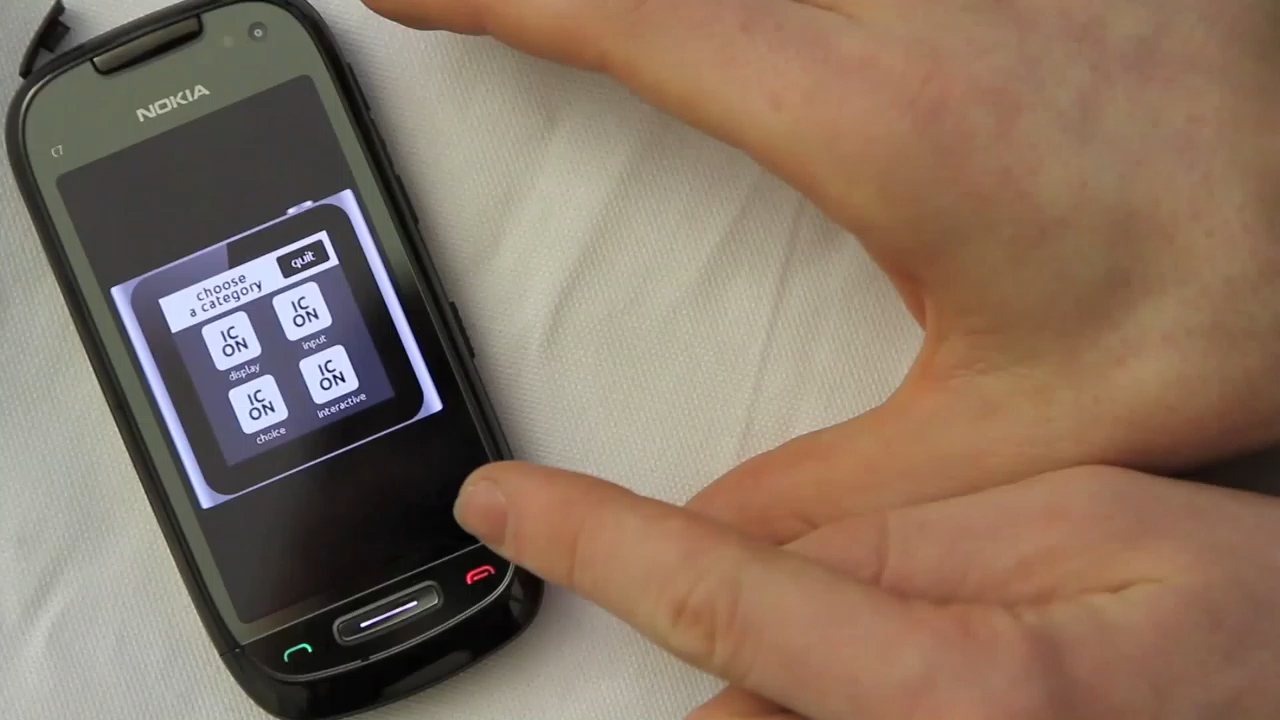 NOKIA
C7
choose
a category
quit
IC
ON
display
IC
ON
input
IC
ON
choice
IC
ON
interactive